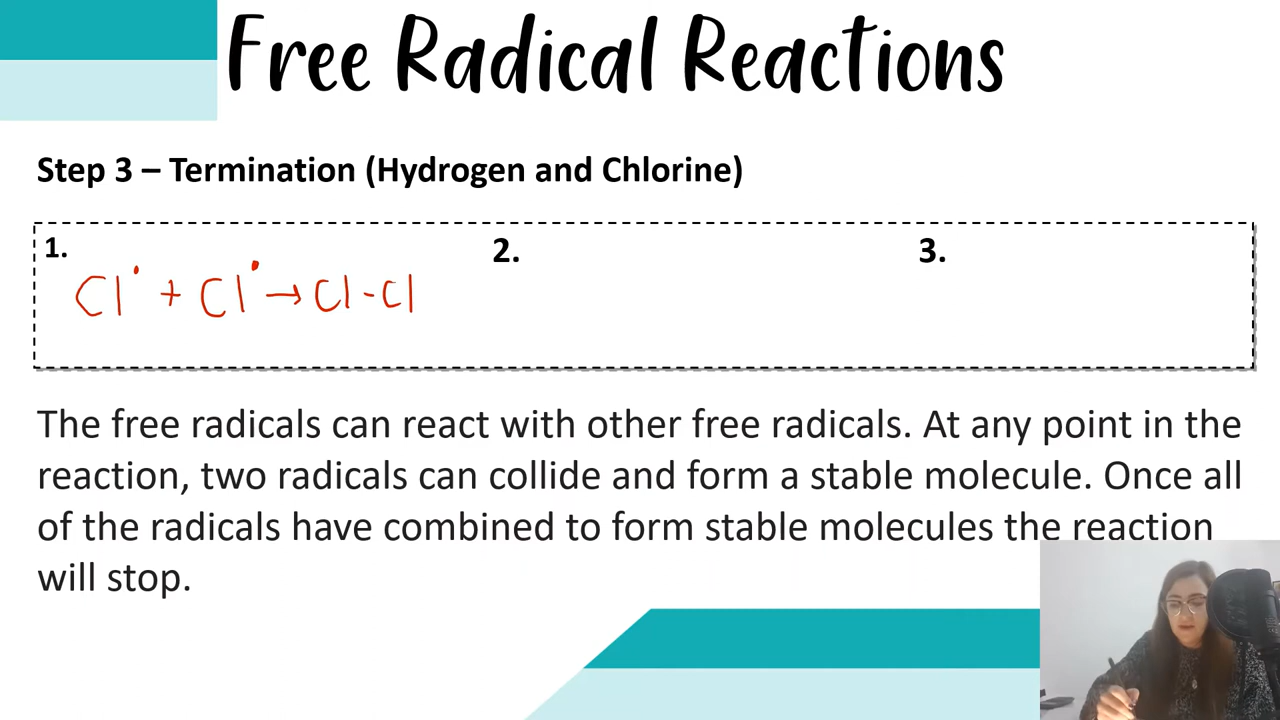 Free Radical Reactions
Step 3 – Termination (Hydrogen and Chlorine)
1.
2.
3.
Cl• + Cl• → Cl-Cl
The free radicals can react with other free radicals. At any point in the
reaction, two radicals can collide and form a stable molecule. Once all
of the radicals have combined to form stable molecules the reaction
will stop.